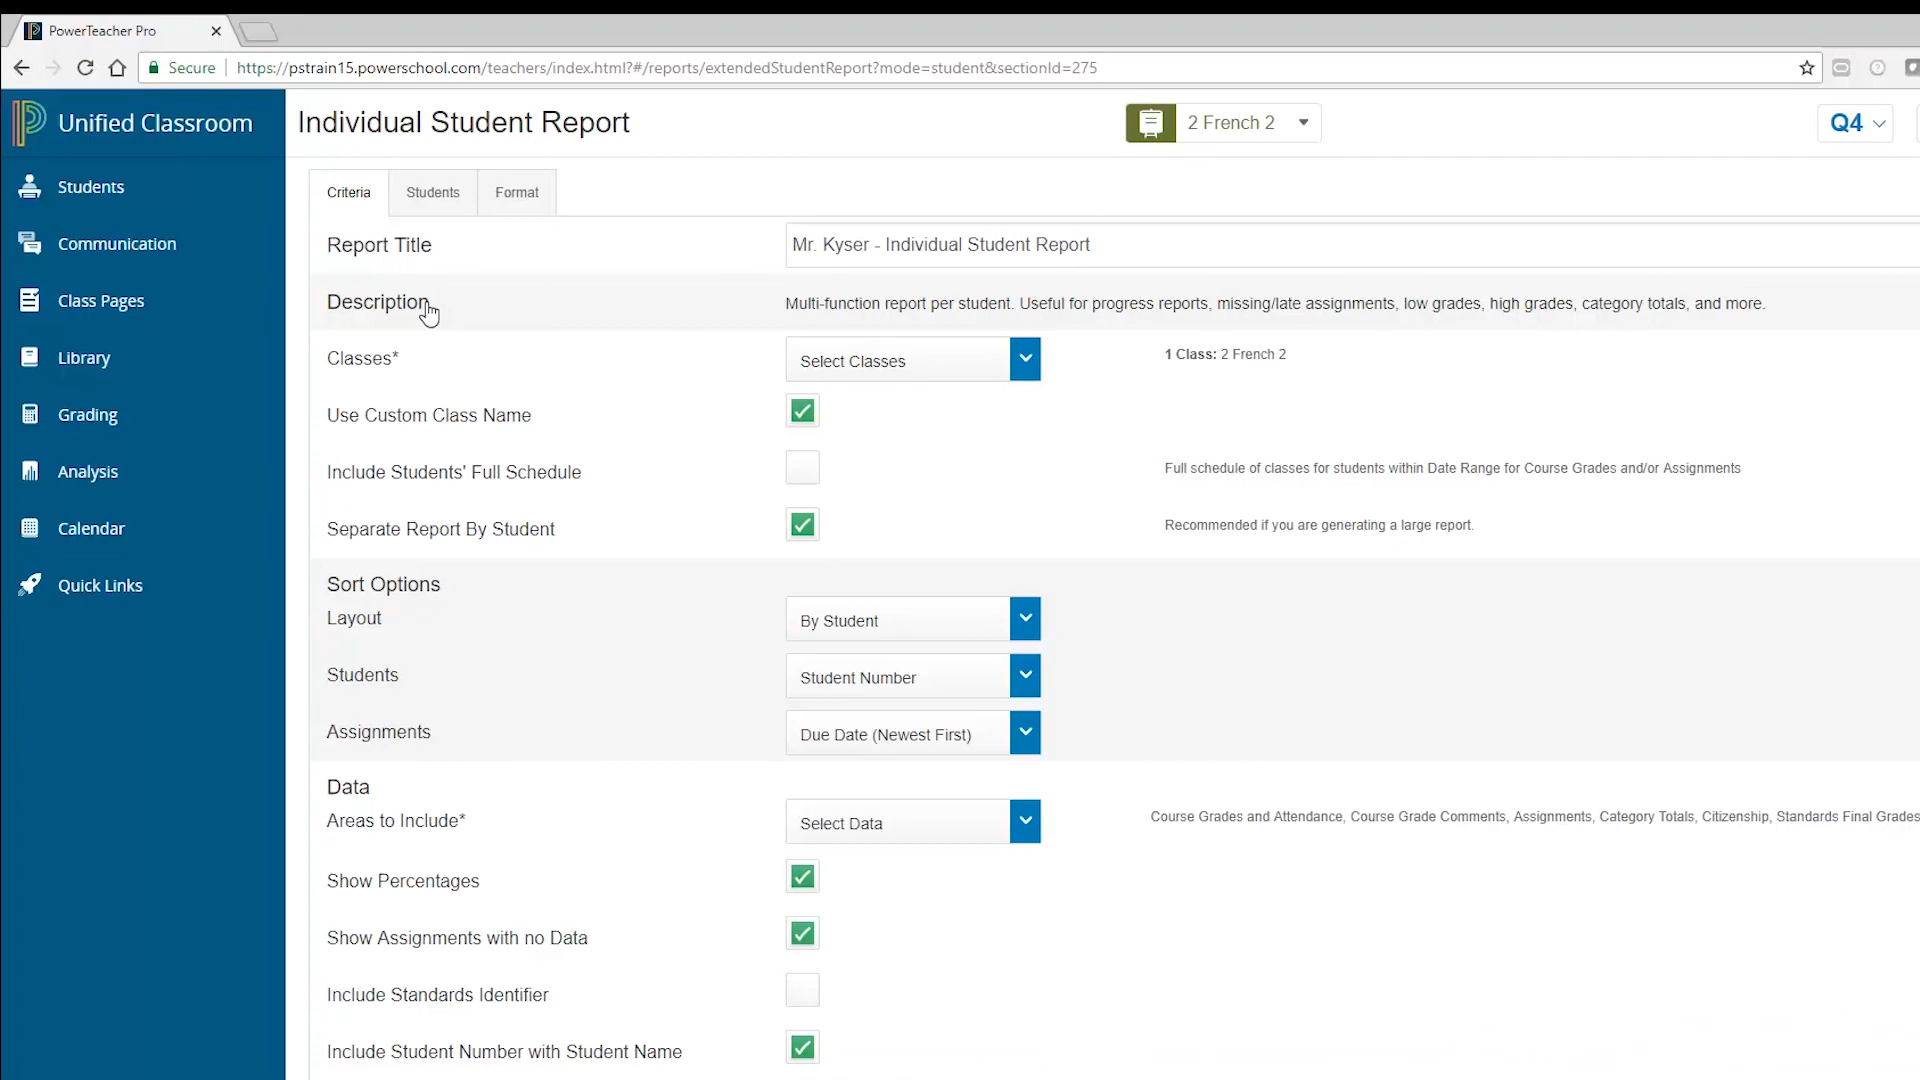 PowerTeacher Pro
Secure https://pstrain15.powerschool.com/teachers/index.html?#/reports/extendedStudentReport?mode=student&sectionId=275
Unified Classroom
Individual Student Report
2 French 2
Q4
Students
Communication
Class Pages
Library
Grading
Analysis
Calendar
Quick Links
Criteria Students Format
Report Title Mr. Kyser - Individual Student Report
Description Multi-function report per student. Useful for progress reports, missing/late assignments, low grades, high grades, category totals, and more.
Classes* Select Classes 1 Class: 2 French 2
Use Custom Class Name
Include Students' Full Schedule Full schedule of classes for students within Date Range for Course Grades and/or Assignments
Separate Report By Student Recommended if you are generating a large report.
Sort Options
Layout By Student
Students Student Number
Assignments Due Date (Newest First)
Data
Areas to Include* Select Data Course Grades and Attendance, Course Grade Comments, Assignments, Category Totals, Citizenship, Standards Final Grades
Show Percentages
Show Assignments with no Data
Include Standards Identifier
Include Student Number with Student Name